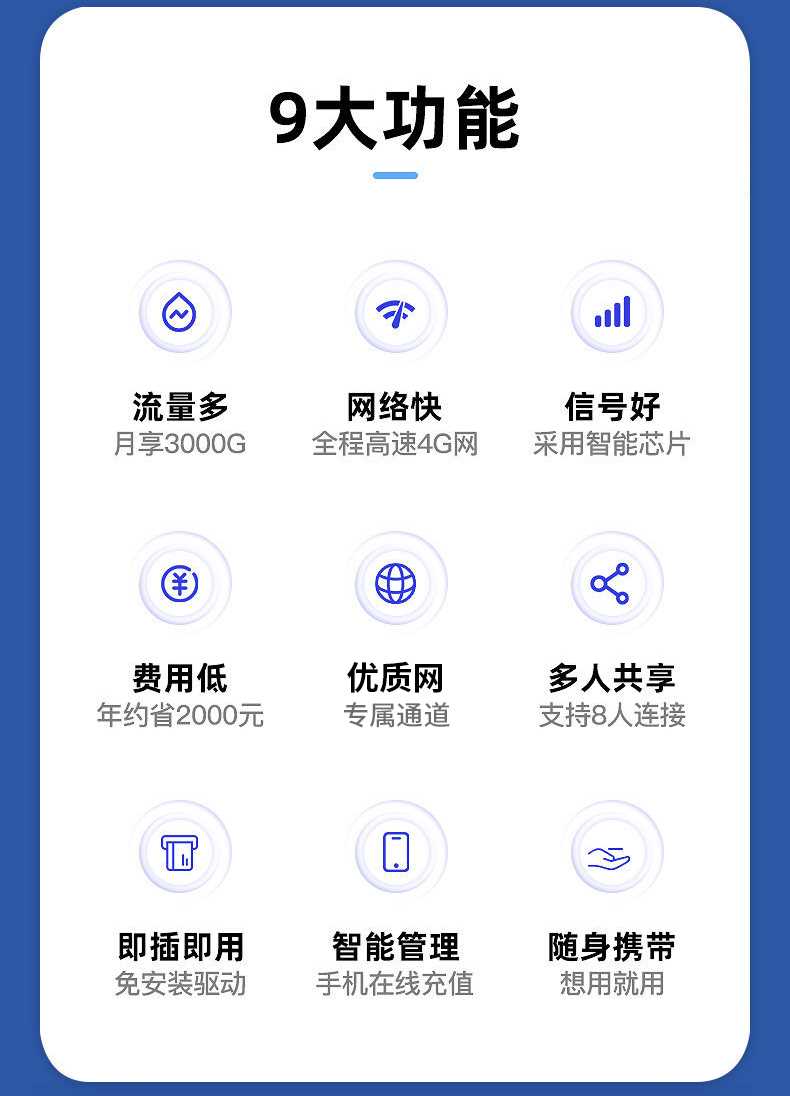 9大功能
流量多
月享3000G
网络快
全程高速4G网
信号好
采用智能芯片
费用低
年约省2000元
优质网
专属通道
多人共享
支持8人连接
即插即用
免安装驱动
智能管理
手机在线充值
随身携带
想用就用